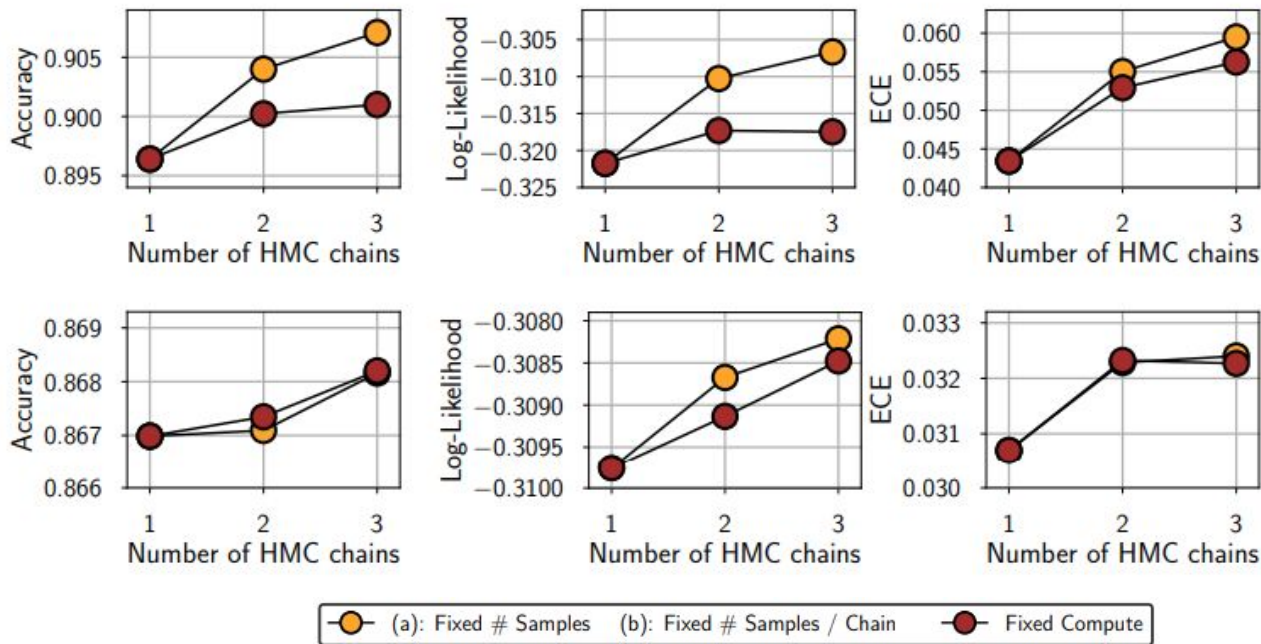 Accuracy
0.905
0.900
0.895
1 2 3
Number of HMC chains
Log-Likelihood
−0.305
−0.310
−0.315
−0.320
−0.325
1 2 3
Number of HMC chains
ECE
0.060
0.055
0.050
0.045
0.040
1 2 3
Number of HMC chains
Accuracy
0.869
0.868
0.867
0.866
1 2 3
Number of HMC chains
Log-Likelihood
−0.3080
−0.3085
−0.3090
−0.3095
−0.3100
1 2 3
Number of HMC chains
ECE
0.033
0.032
0.031
0.030
1 2 3
Number of HMC chains
(a): Fixed # Samples (b): Fixed # Samples / Chain Fixed Compute